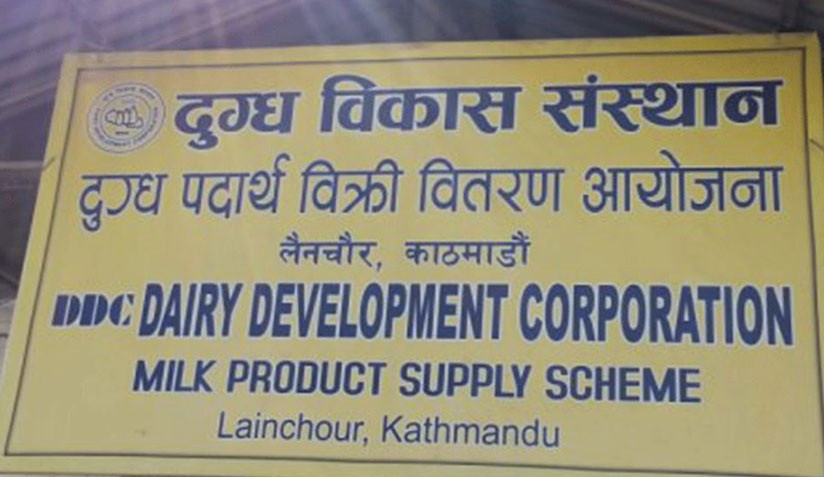 दुग्ध विकास संस्थान
दुग्ध पदार्थ विक्री वितरण आयोजना
लैनचौर, काठमाडौं
DDC DAIRY DEVELOPMENT CORPORATION
MILK PRODUCT SUPPLY SCHEME
Lainchour, Kathmandu